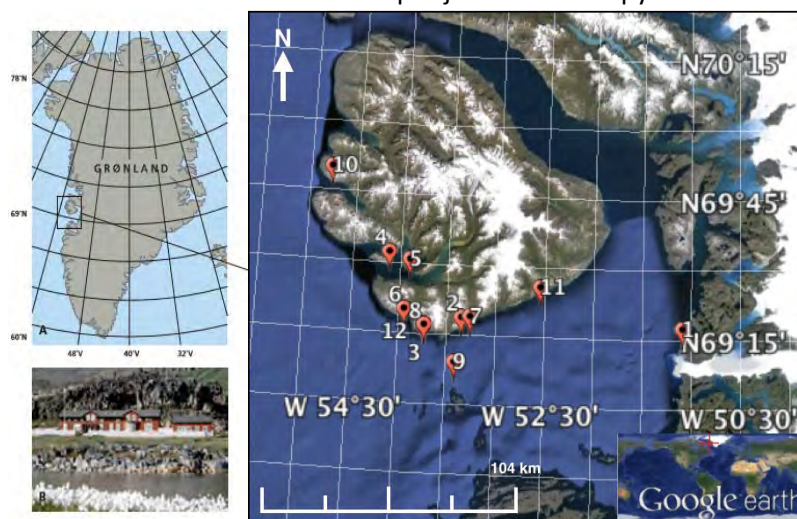 78°N
GRØNLAND
69°N
A
60°N
48°V
40°V
32°V
B
N
N70°15'
10
N69°45'
4
5
11
6
8
2
7
12
1
N69°15'
3
9
W 54°30'
W 52°30'
W 50°30'
104 km
Google earth